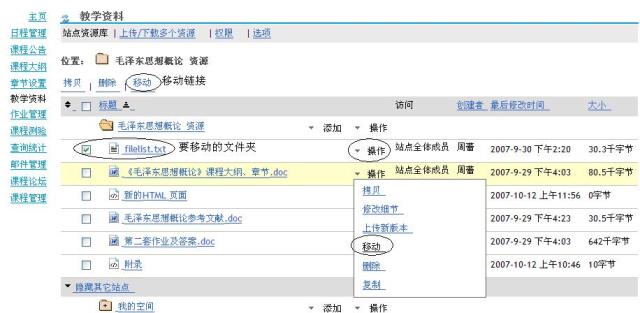 主页
日程管理
课程公告
课程大纲
章节设置
教学资料
作业管理
课程测验
查询统计
邮件管理
课程论坛
课程管理
教学资料
站点资源库 | 上传/下载多个资源 | 权限 | 选项
位置： 毛泽东思想概论 资源
拷贝 | 删除 | 移动 移动链接
标题 访问 创建者 最后修改时间 大小
毛泽东思想概论 资源 添加 操作
filelist.txt 要移动的文件夹 操作 站点全体成员 周蔷 2007-9-30 下午2:20 30.3千字节
《毛泽东思想概论》课程大纲、章节.doc 操作 站点全体成员 周蔷 2007-9-29 下午4:03 80.5千字节
新的HTML 页面 2007-10-12 上午11:56 0字节
毛泽东思想概论参考文献.doc 2007-9-29 下午4:23 30.5千字节
第二套作业及答案.doc 2007-9-29 下午4:03 642千字节
附录 2007-10-12 上午10:46 10字节
拷贝
修改细节
上传新版本
移动
删除
复制
隐藏其它站点
我的空间 添加 操作